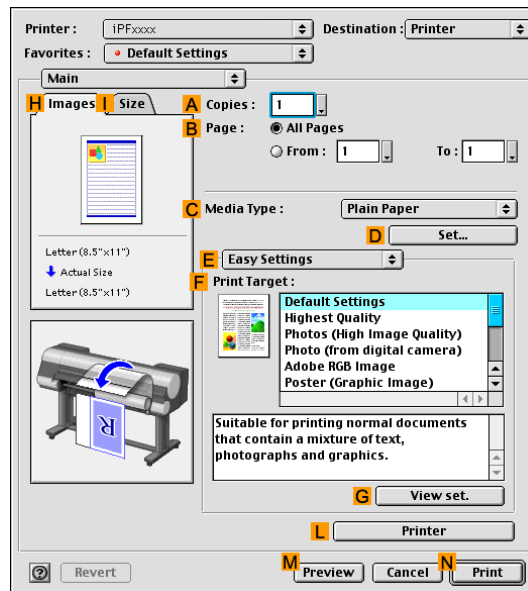 Printer : iPFxxxx Destination : Printer
Favorites : Default Settings
Main
H Images I Size
A Copies : 1
B Page : All Pages
From : 1 To : 1
C Media Type : Plain Paper
D Set...
Letter (8.5"x11")
Actual Size
Letter (8.5"x11")
E Easy Settings
F Print Target :
Default Settings
Highest Quality
Photos (High Image Quality)
Photo (from digital camera)
Adobe RGB Image
Poster (Graphic Image)
R
Suitable for printing normal documents
that contain a mixture of text,
photographs and graphics.
G View set.
L Printer
? Revert M Preview Cancel N Print